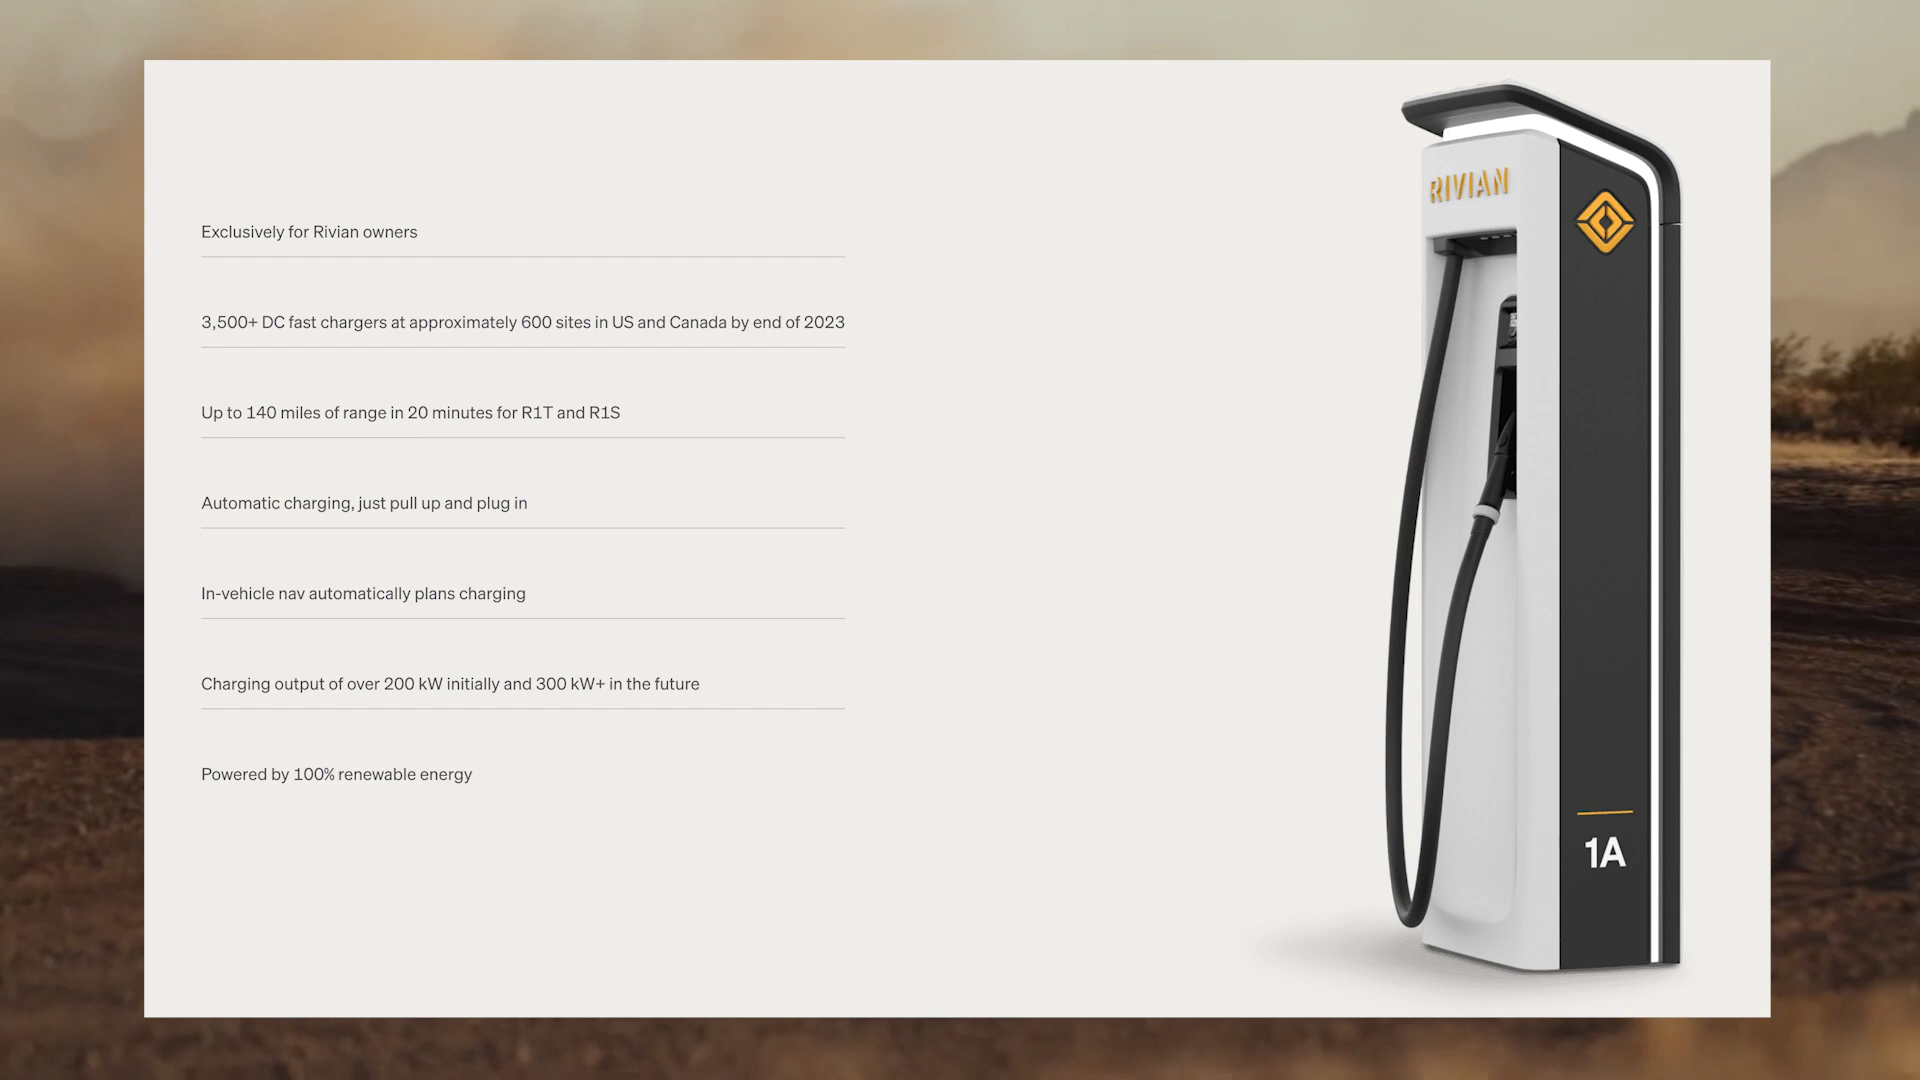 Exclusively for Rivian owners
3,500+ DC fast chargers at approximately 600 sites in US and Canada by end of 2023
Up to 140 miles of range in 20 minutes for R1T and R1S
Automatic charging, just pull up and plug in
In-vehicle nav automatically plans charging
Charging output of over 200 kW initially and 300 kW+ in the future
Powered by 100% renewable energy
RIVIAN
1A